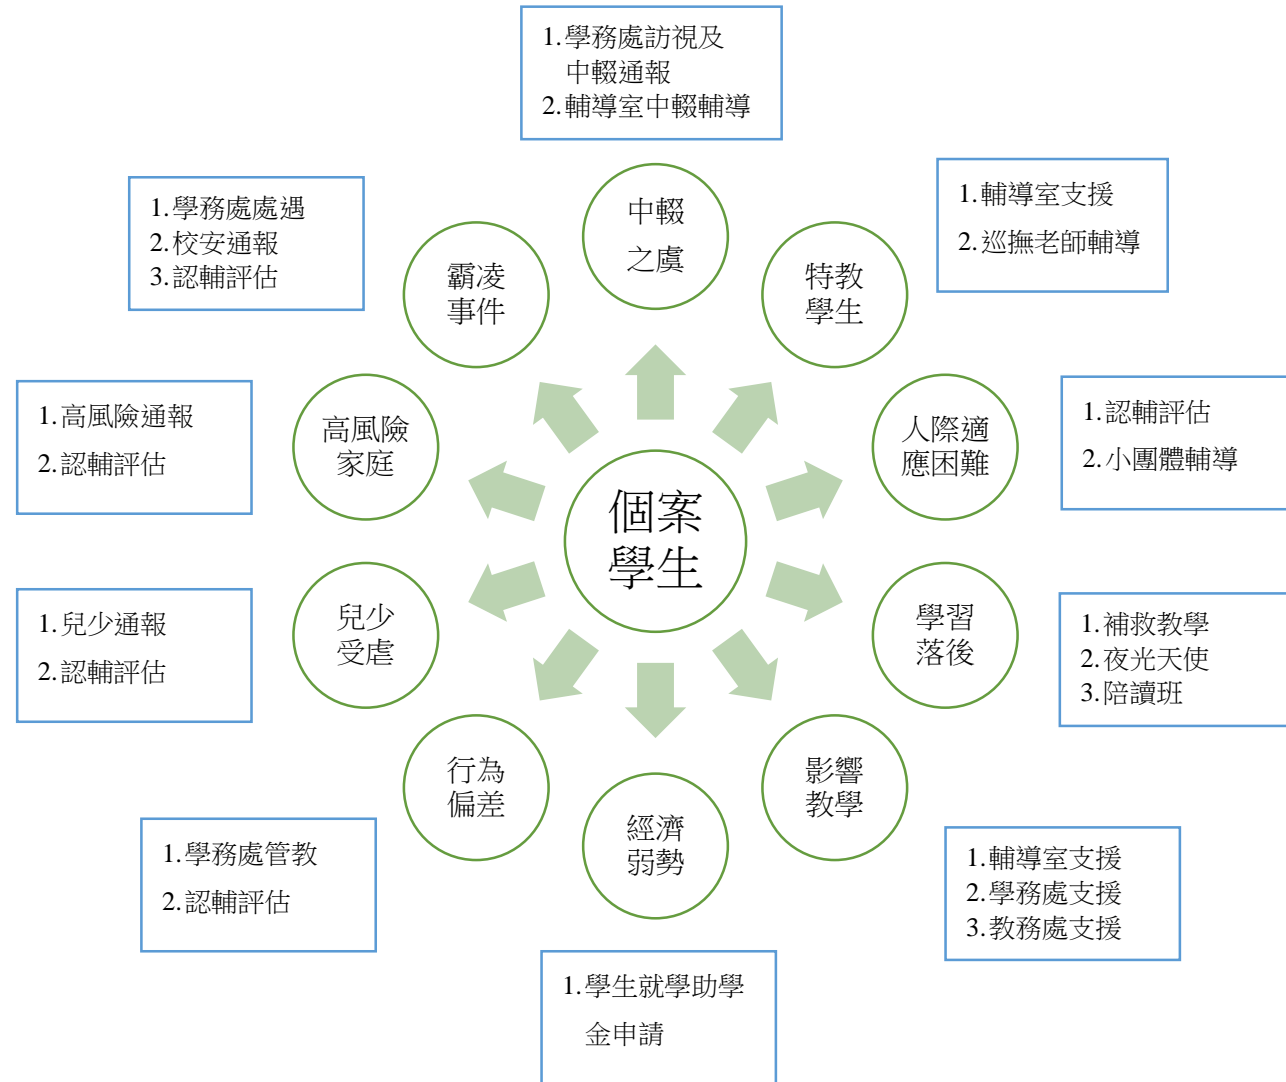 1.學務處訪視及
中輟通報
2.輔導室中輟輔導
中輟
之虞
1.輔導室支援
2.巡撫老師輔導
特教
學生
1.認輔評估
2.小團體輔導
人際適
應困難
1.補救教學
2.夜光天使
3.陪讀班
學習
落後
1.輔導室支援
2.學務處支援
3.教務處支援
影響
教學
1.學生就學助學
金申請
經濟
弱勢
1.學務處管教
2.認輔評估
行為
偏差
1.兒少通報
2.認輔評估
兒少
受虐
1.高風險通報
2.認輔評估
高風險
家庭
1.學務處處遇
2.校安通報
3.認輔評估
霸凌
事件
個案
學生